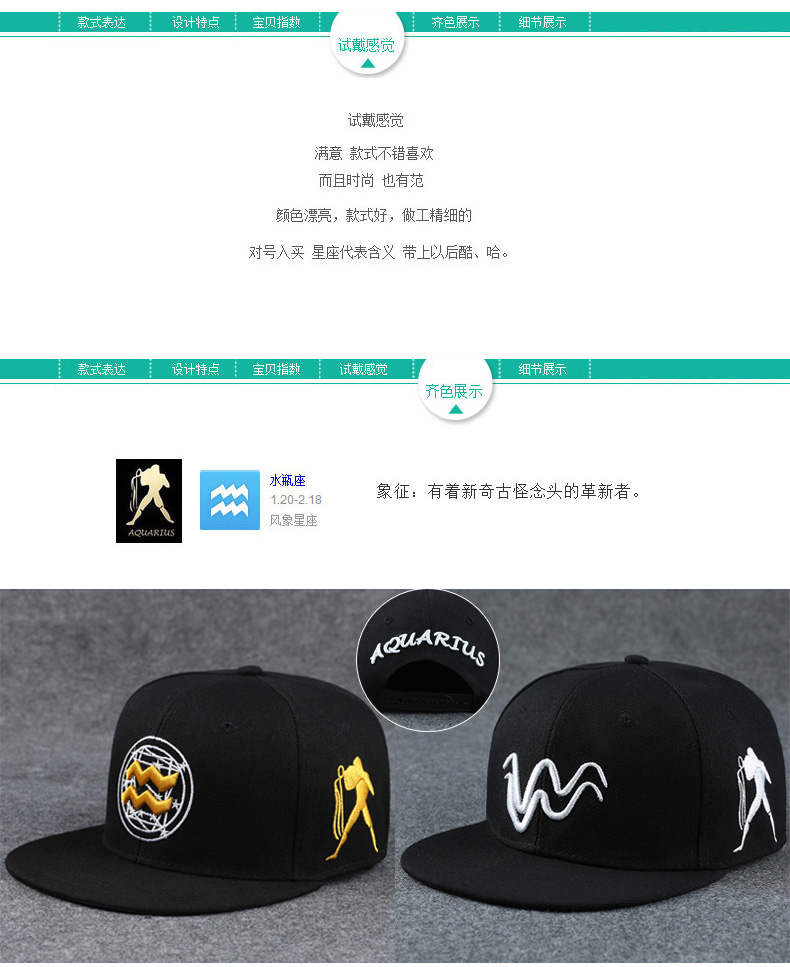 款式表达 设计特点 宝贝指数 试戴感觉 齐色展示 细节展示
试戴感觉
满意 款式不错喜欢
而且时尚 也有范
颜色漂亮，款式好，做工精细的
对号入买 星座代表含义 带上以后酷、哈。
款式表达 设计特点 宝贝指数 试戴感觉 齐色展示 细节展示
AQUARIUS
水瓶座
1.20-2.18
风象星座
象征：有着新奇古怪念头的革新者。
AQUARIUS